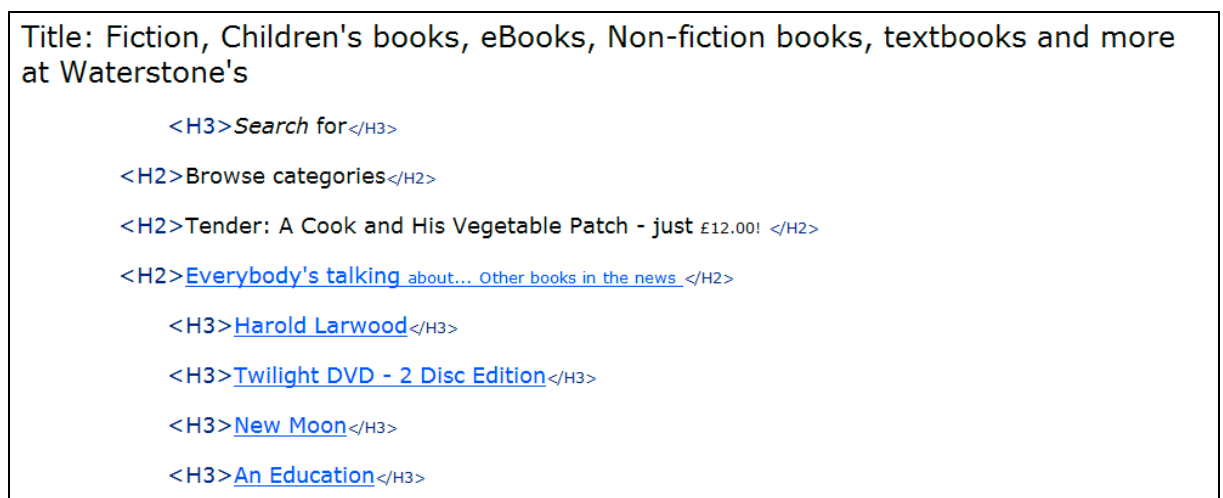 Title: Fiction, Children's books, eBooks, Non-fiction books, textbooks and more
at Waterstone's
<H3>Search for</H3>
<H2>Browse categories</H2>
<H2>Tender: A Cook and His Vegetable Patch - just £12.00! </H2>
<H2>Everybody's talking about... Other books in the news </H2>
<H3>Harold Larwood</H3>
<H3>Twilight DVD - 2 Disc Edition</H3>
<H3>New Moon</H3>
<H3>An Education</H3>